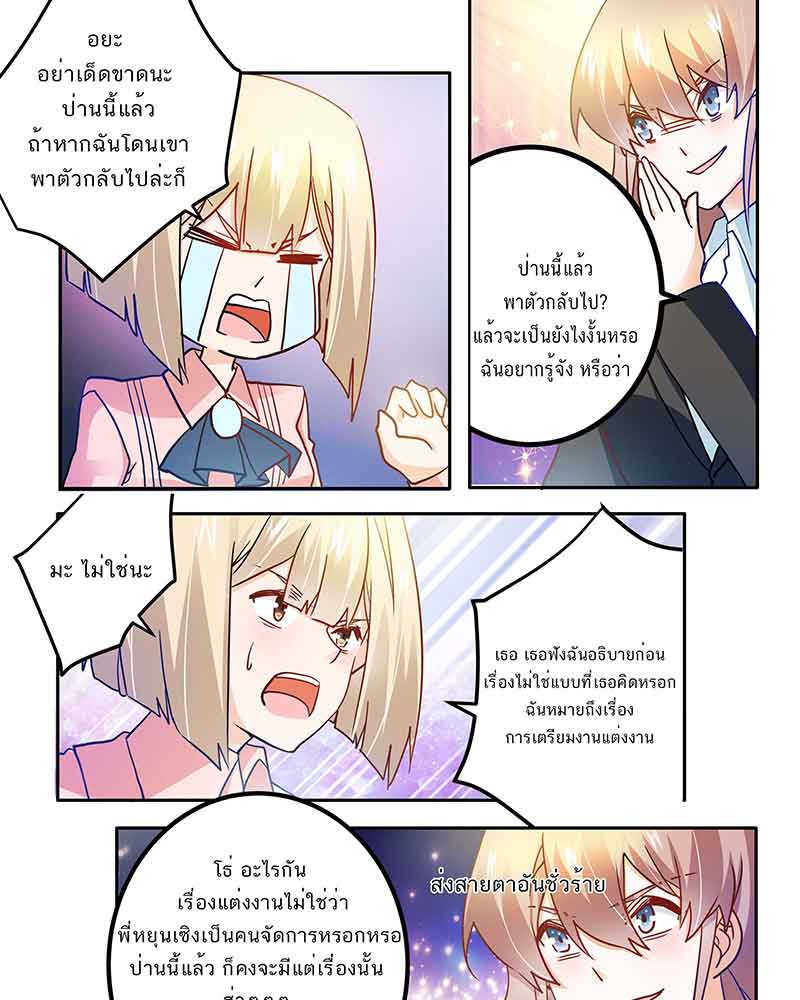 อยะ
อย่าเด็ดขาดนะ
ป่านนี้แล้ว
ถ้าหากฉันโดนเขา
พาตัวกลับไปล่ะก็
ป่านนี้แล้ว
พาตัวกลับไป?
แล้วจะเป็นยังไงงั้นหรอ
ฉันอยากรู้จัง หรือว่า
มะ ไม่ใช่นะ
เธอ เธอฟังฉันอธิบายก่อน
เรื่องไม่ใช่แบบที่เธอคิดหรอก
ฉันหมายถึงเรื่อง
การเตรียมงานแต่งงาน
โธ่ อะไรกัน
เรื่องแต่งงานไม่ใช่ว่า
พี่หยุนเซิงเป็นคนจัดการหรอกหรอ
ป่านนี้แล้ว ก็คงจะมีแต่เรื่องนั้น
ส่งสายตาอันชั่วร้าย